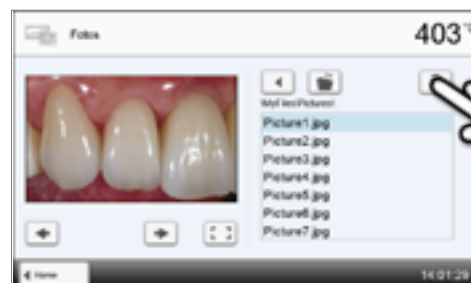 Fotos
403 °C
MyFiles\Pictures\
Picture1.jpg
Picture2.jpg
Picture3.jpg
Picture4.jpg
Picture5.jpg
Picture6.jpg
Picture7.jpg
Home
14:01:29